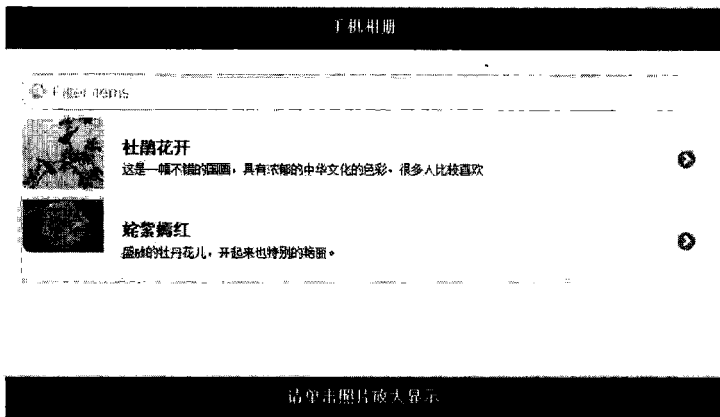 手机相册
Filter items
杜鹃花开
这是一幅不错的国画，具有浓郁的中华文化的色彩，很多人比较喜欢
姹紫嫣红
盛放的牡丹花儿，开起来也特别的艳丽。
请单击照片放大显示